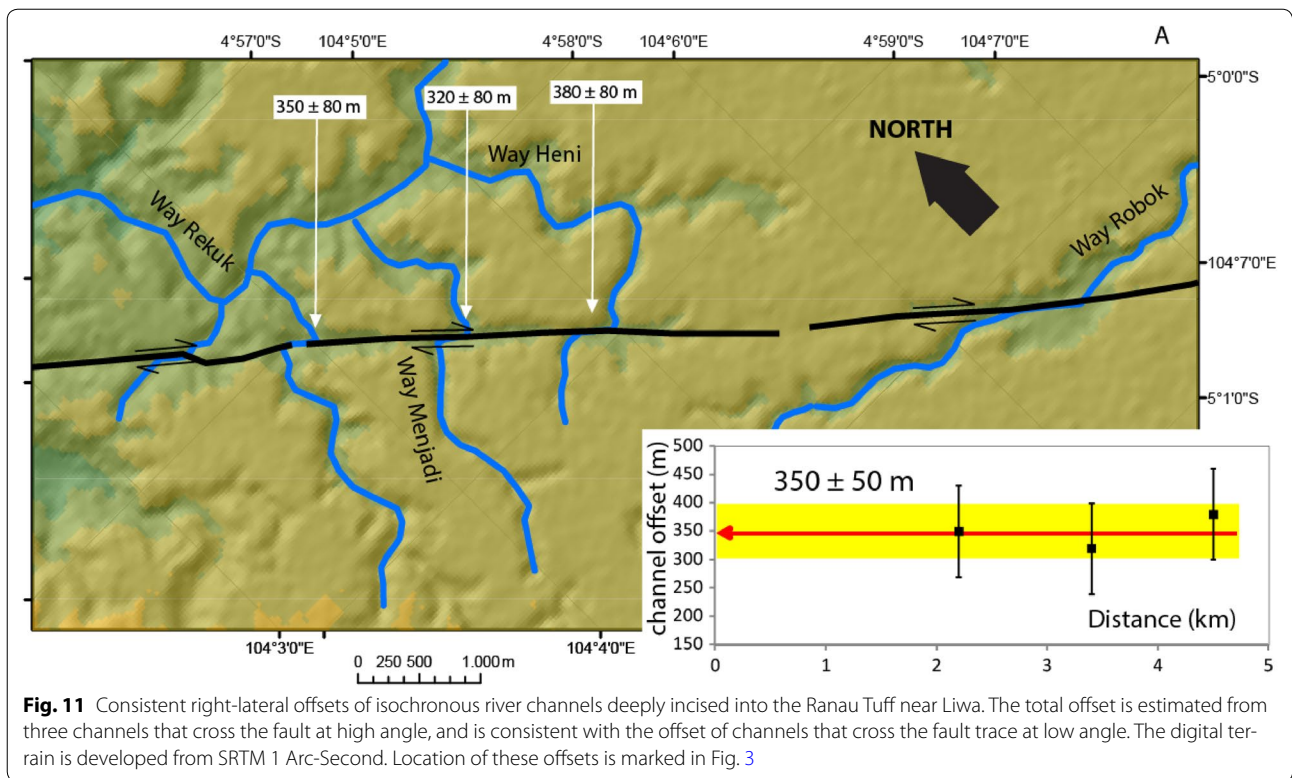 A
4°57'0"S 104°5'0"E 4°58'0"S 104°6'0"E 4°59'0"S 104°7'0"E
5°0'0"S
350 ± 80 m
320 ± 80 m
380 ± 80 m
NORTH
Way Heni
Way Rekuk
Way Robok
104°7'0"E
Way Menjadi
5°1'0"S
104°3'0"E 104°4'0"E
0 250 500 1.000 m
channel offset (m)
500
450
400
350
300
250
200
150
350 ± 50 m
Distance (km)
0 1 2 3 4 5
Fig. 11 Consistent right-lateral offsets of isochronous river channels deeply incised into the Ranau Tuff near Liwa. The total offset is estimated from
three channels that cross the fault at high angle, and is consistent with the offset of channels that cross the fault trace at low angle. The digital ter-
rain is developed from SRTM 1 Arc-Second. Location of these offsets is marked in Fig. 3